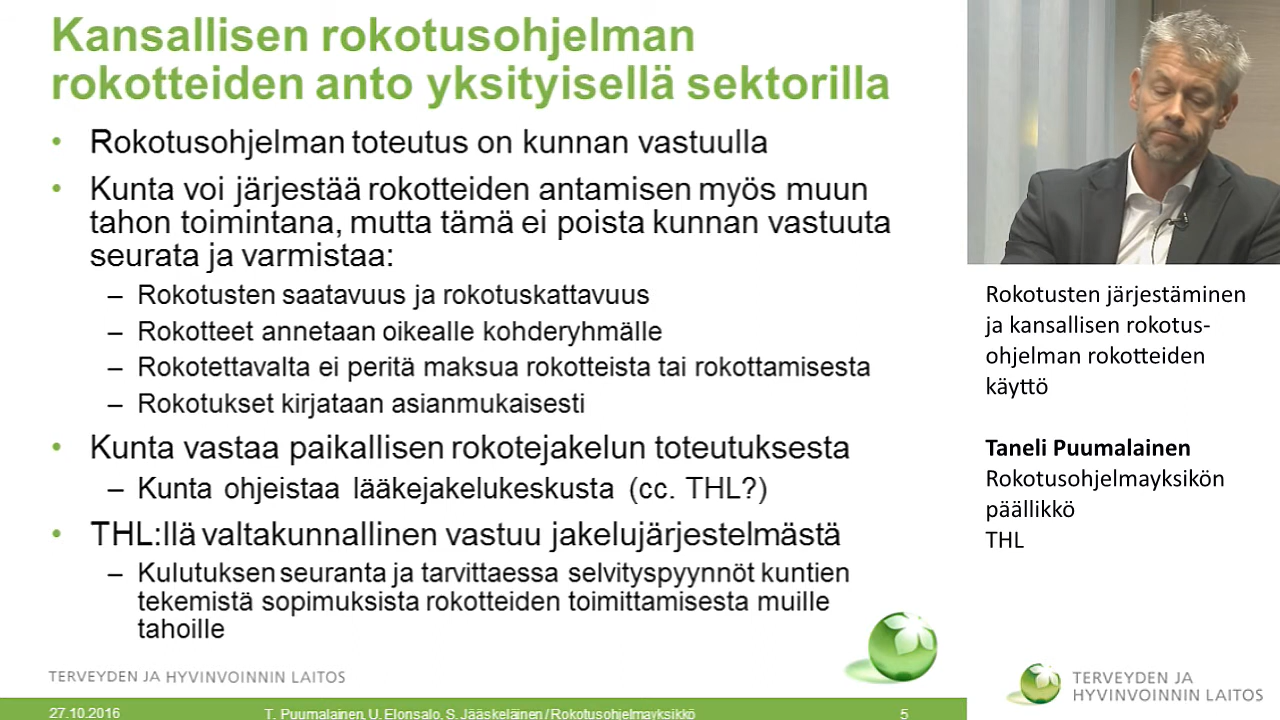 Kansallisen rokotusohjelman
rokotteiden anto yksityisellä sektorilla
• Rokotusohjelman toteutus on kunnan vastuulla
• Kunta voi järjestää rokotteiden antamisen myös muun
tahon toimintana, mutta tämä ei poista kunnan vastuuta
seurata ja varmistaa:
– Rokotusten saatavuus ja rokotuskattavuus
– Rokotteet annetaan oikealle kohderyhmälle
– Rokotettavalta ei peritä maksua rokotteista tai rokottamisesta
– Rokotukset kirjataan asianmukaisesti
• Kunta vastaa paikallisen rokotejakelun toteutuksesta
– Kunta ohjeistaa lääkejakelukeskusta (cc. THL?)
• THL:llä valtakunnallinen vastuu jakelujärjestelmästä
– Kulutuksen seuranta ja tarvittaessa selvityspyynnöt kuntien
tekemistä sopimuksista rokotteiden toimittamisesta muille
tahoille
TERVEYDEN JA HYVINVOINNIN LAITOS
27.10.2016
T. Puumalainen, U. Elonsalo, S. Jääskeläinen / Rokotusohjelmayksikkö
5
Rokotusten järjestäminen
ja kansallisen rokotus-
ohjelman rokotteiden
käyttö
Taneli Puumalainen
Rokotusohjelmayksikön
päällikkö
THL
TERVEYDEN JA
HYVINVOINNIN LAITOS